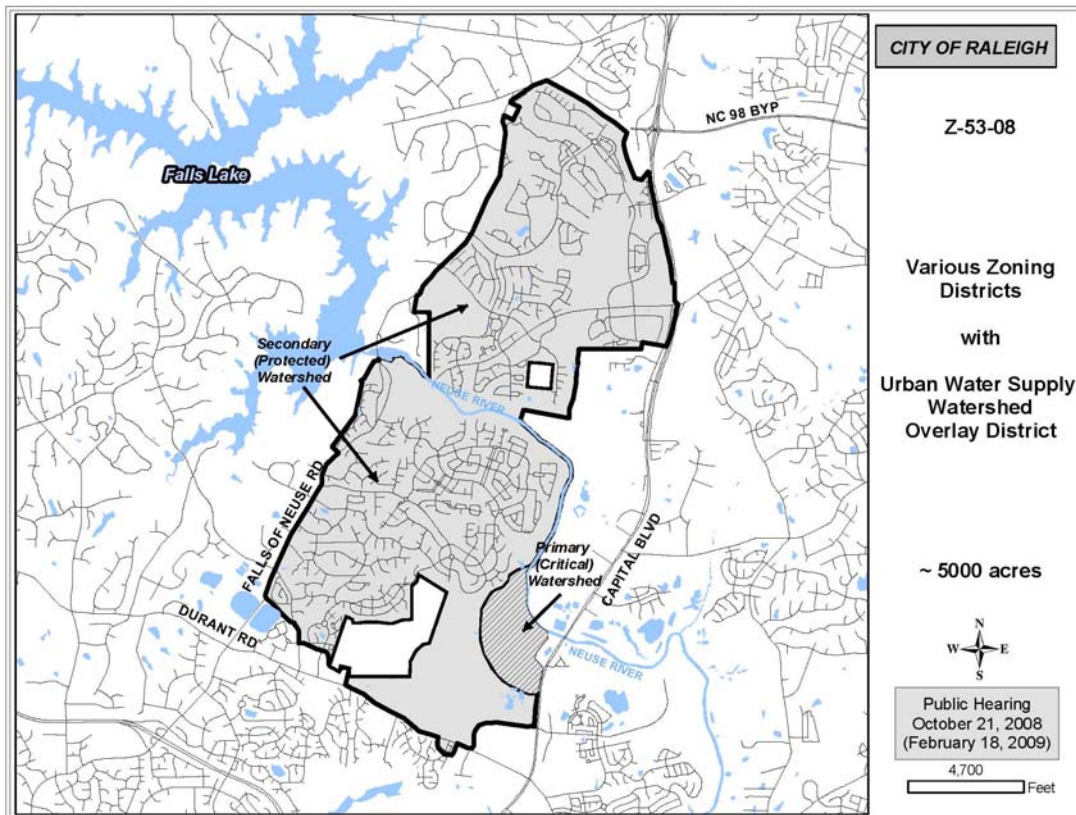 CITY OF RALEIGH
Z-53-08
Various Zoning
Districts
with
Urban Water Supply
Watershed
Overlay District
~ 5000 acres
N
W E
S
Public Hearing
October 21, 2008
(February 18, 2009)
4,700
Feet
NC 98 BYP
Falls Lake
Secondary
(Protected)
Watershed
NEUSE RIVER
FALLS OF NEUSE RD
Primary
(Critical)
Watershed
CAPITAL BLVD
DURANT RD
NEUSE RIVER